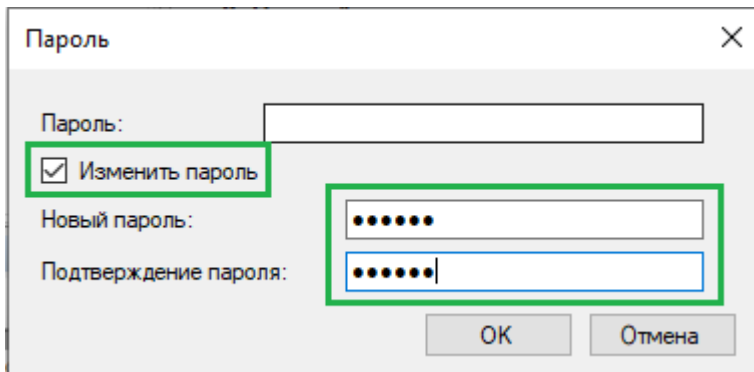 Пароль
Пароль:
Изменить пароль
Новый пароль: ●●●●●●
Подтверждение пароля: ●●●●●●
OK Отмена